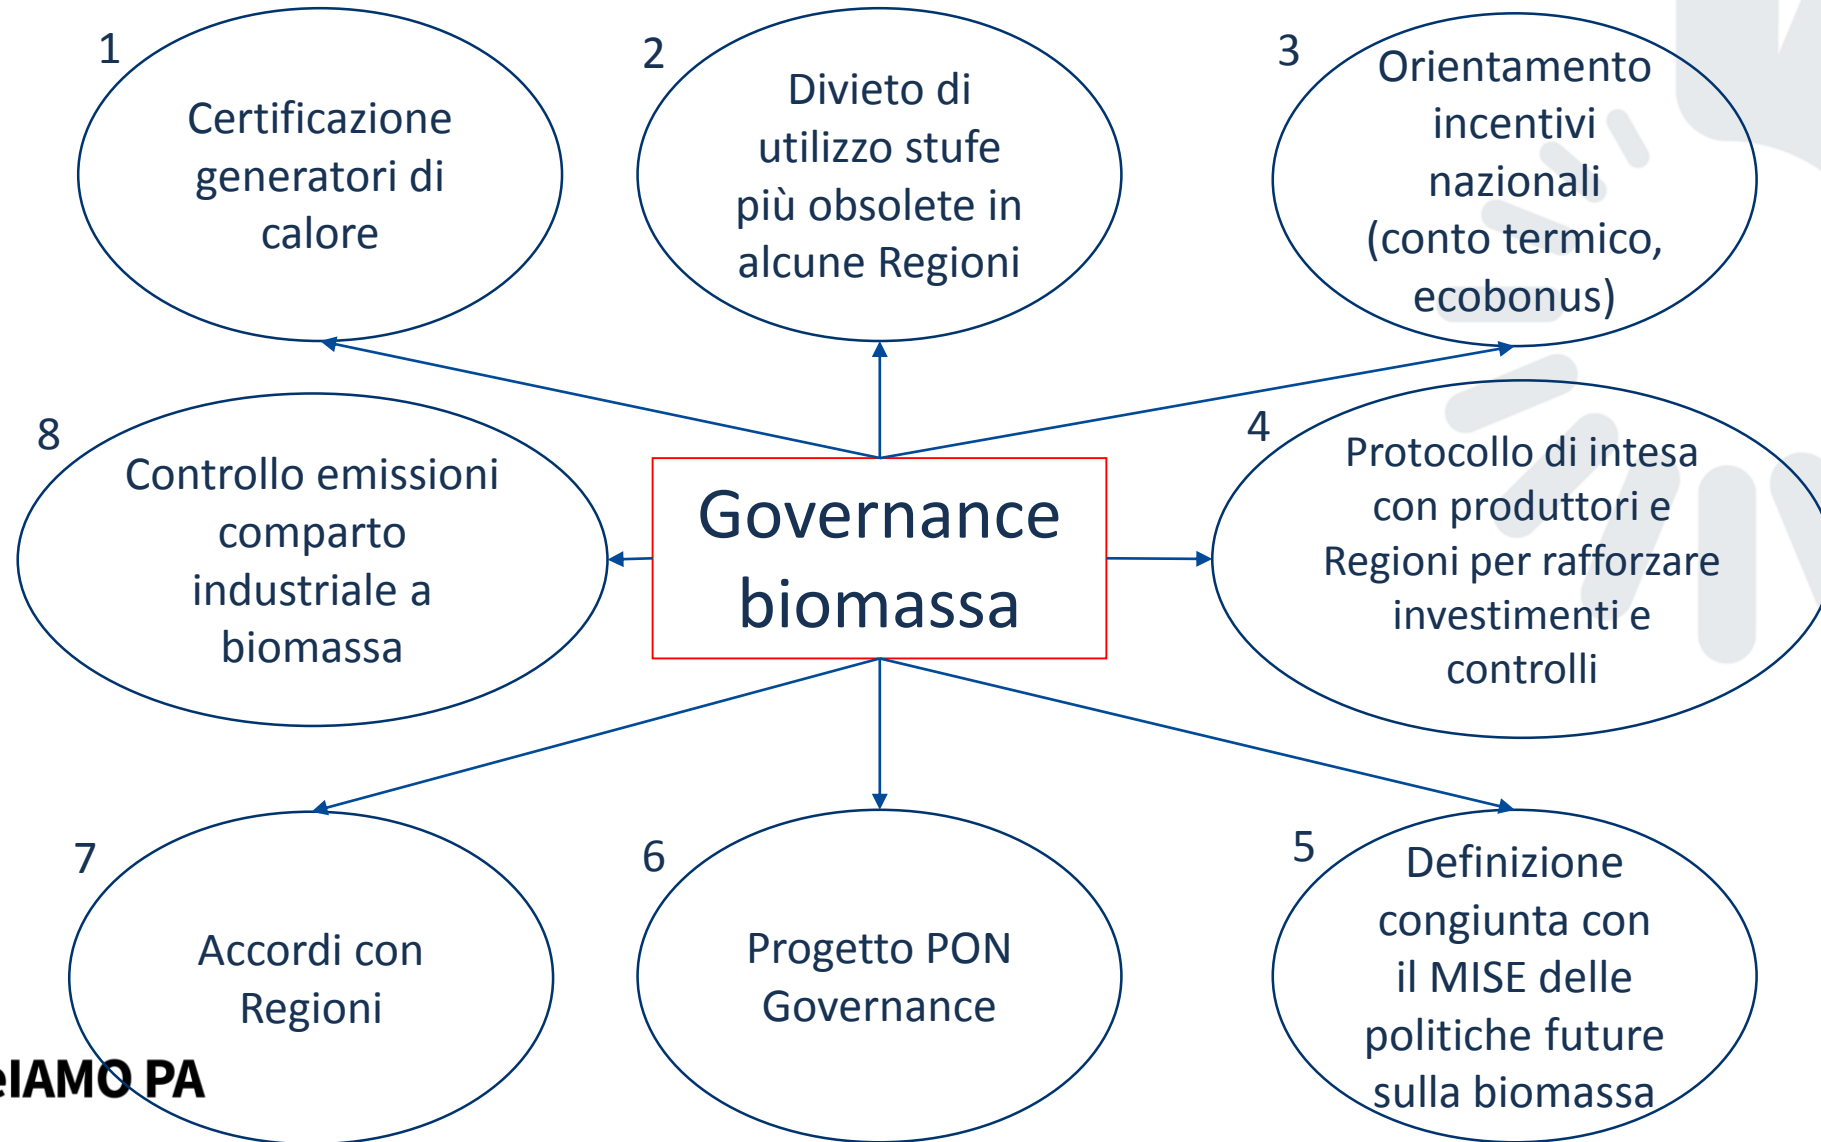 1
Certificazione
generatori di
calore
2
Divieto di
utilizzo stufe
più obsolete in
alcune Regioni
3
Orientamento
incentivi
nazionali
(conto termico,
ecobonus)
8
Controllo emissioni
comparto
industriale a
biomassa
Governance
biomassa
4
Protocollo di intesa
con produttori e
Regioni per rafforzare
investimenti e
controlli
7
Accordi con
Regioni
6
Progetto PON
Governance
5
Definizione
congiunta con
il MISE delle
politiche future
sulla biomassa
eIAMO PA